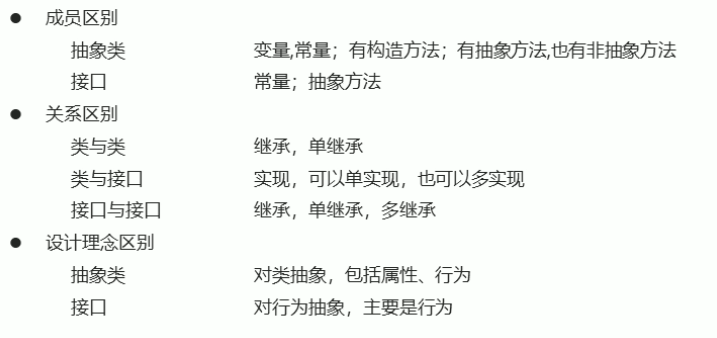 ● 成员区别
抽象类 变量,常量；有构造方法；有抽象方法,也有非抽象方法
接口 常量；抽象方法
● 关系区别
类与类 继承，单继承
类与接口 实现，可以单实现，也可以多实现
接口与接口 继承，单继承，多继承
● 设计理念区别
抽象类 对类抽象，包括属性、行为
接口 对行为抽象，主要是行为